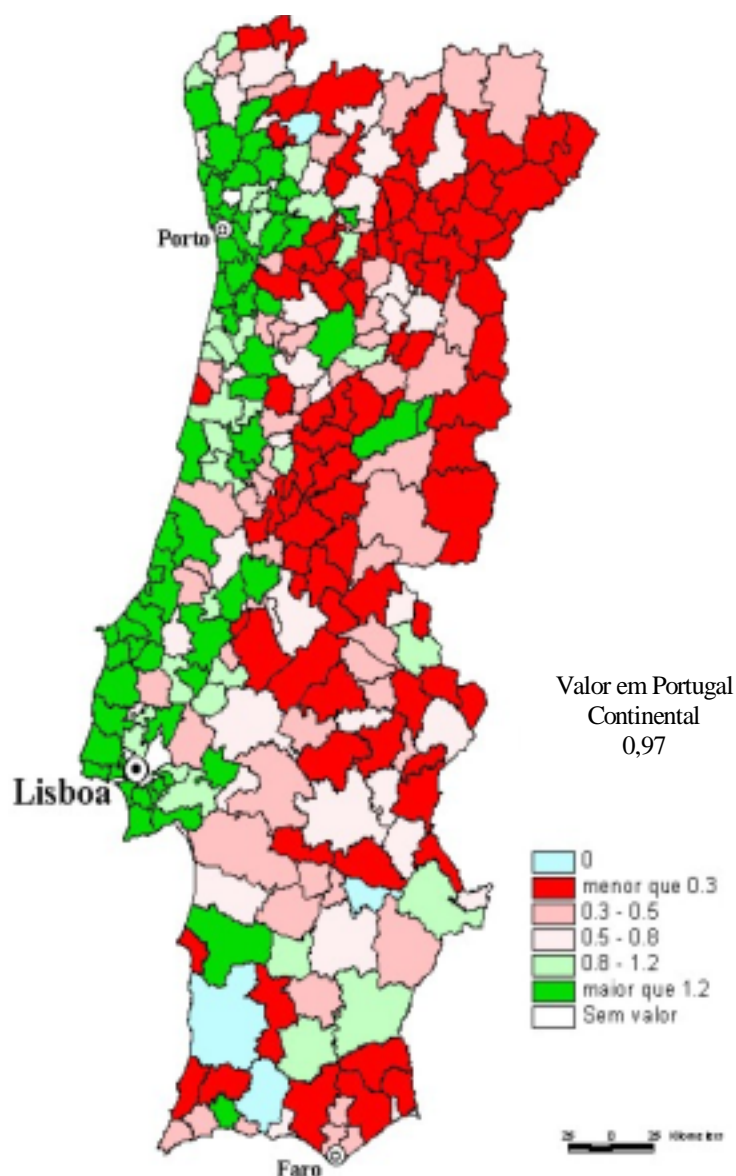 Porto
Valor em Portugal
Continental
0,97
Lisboa
0
menor que 0.3
0.3 - 0.5
0.5 - 0.8
0.8 - 1.2
maior que 1.2
Sem valor
25 0 25
Faro